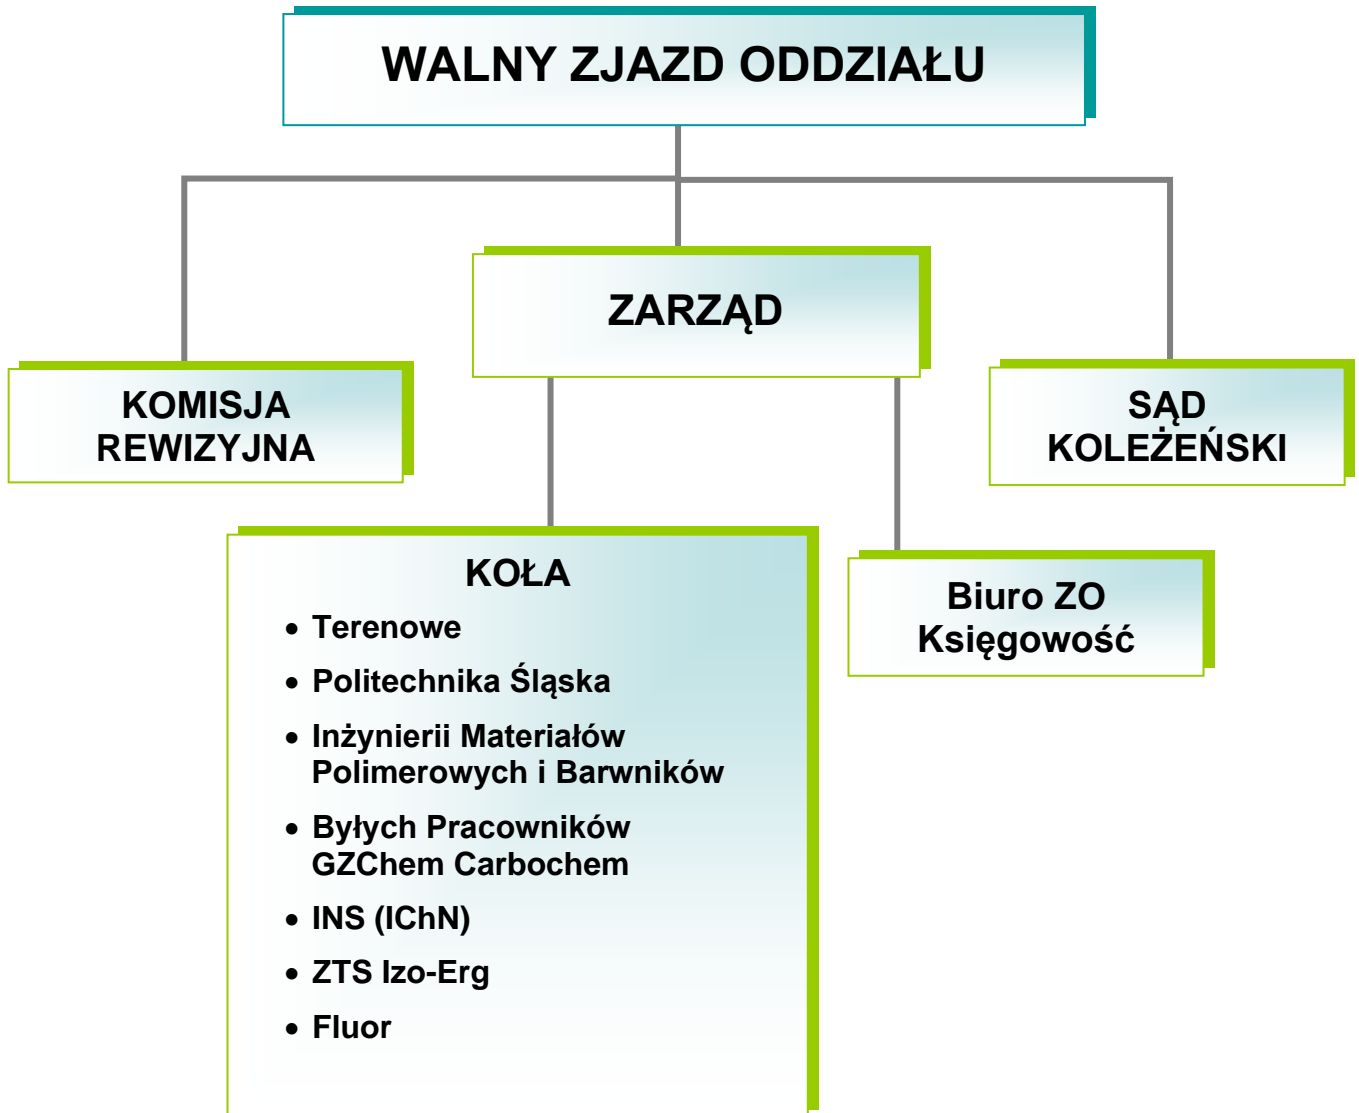 WALNY ZJAZD ODDZIAŁU
ZARZĄD
KOMISJA
REWIZYJNA
SĄD
KOLEŻEŃSKI
KOŁA
• Terenowe
• Politechnika Śląska
• Inżynierii Materiałów
Polimerowych i Barwników
• Byłych Pracowników
GZChem Carbochem
• INS (IChN)
• ZTS Izo-Erg
• Fluor
Biuro ZO
Księgowość